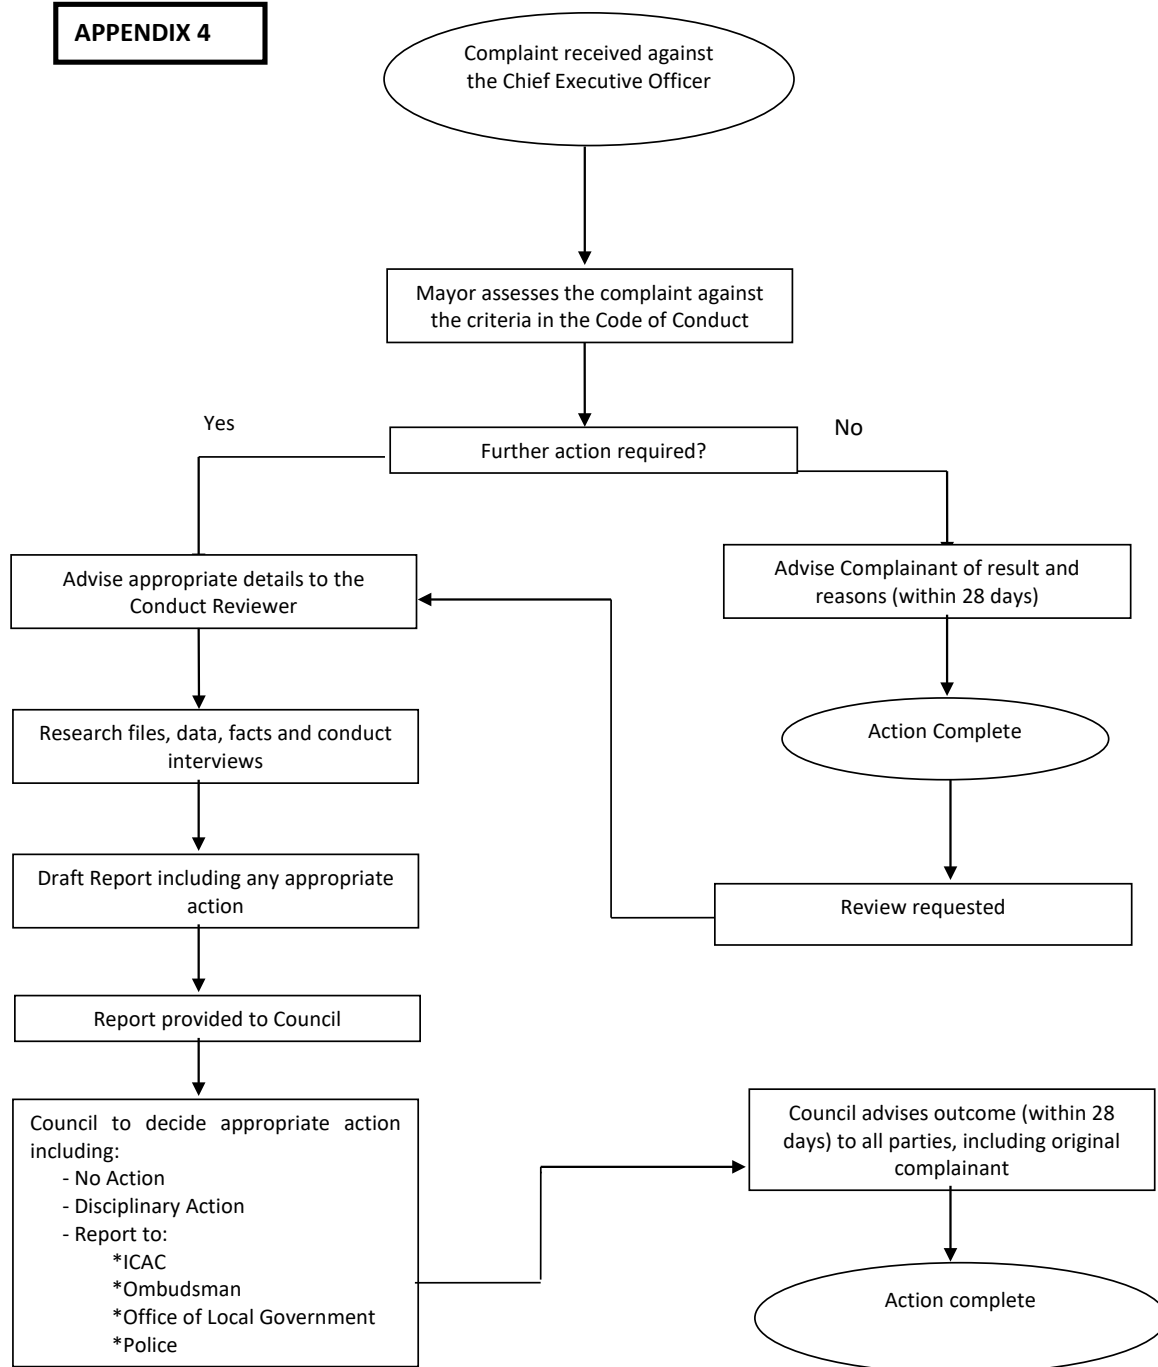 APPENDIX 4
Complaint received against
the Chief Executive Officer
Mayor assesses the complaint against
the criteria in the Code of Conduct
Further action required?
Yes
No
Advise appropriate details to the
Conduct Reviewer
Advise Complainant of result and
reasons (within 28 days)
Research files, data, facts and conduct
interviews
Action Complete
Draft Report including any appropriate
action
Review requested
Report provided to Council
Council to decide appropriate action
including:
- No Action
- Disciplinary Action
- Report to:
*ICAC
*Ombudsman
*Office of Local Government
*Police
Council advises outcome (within 28
days) to all parties, including original
complainant
Action complete